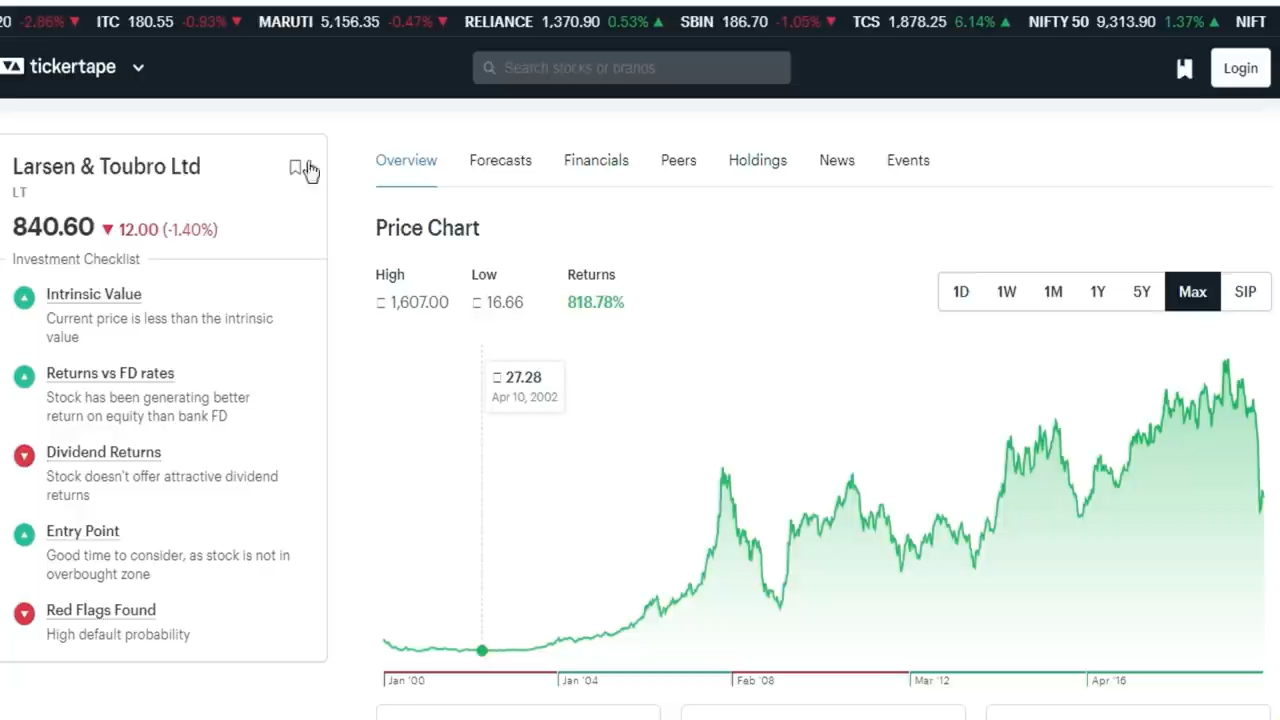 20 -2.86% ▼ ITC 180.55 -0.93% ▼ MARUTI 5,156.35 -0.47% ▼ RELIANCE 1,370.90 0.53% ▲ SBIN 186.70 -1.05% ▼ TCS 1,878.25 6.14% ▲ NIFTY 50 9,313.90 1.37% ▲ NIFT
tickertape
Search stocks or brands
Login
Larsen & Toubro Ltd
LT
840.60 ▼ 12.00 (-1.40%)
Investment Checklist
Intrinsic Value
Current price is less than the intrinsic
value
Returns vs FD rates
Stock has been generating better
return on equity than bank FD
Dividend Returns
Stock doesn't offer attractive dividend
returns
Entry Point
Good time to consider, as stock is not in
overbought zone
Red Flags Found
High default probability
Overview Forecasts Financials Peers Holdings News Events
Price Chart
High Low Returns
1,607.00 16.66 818.78%
1D 1W 1M 1Y 5Y Max SIP
27.28
Apr 10, 2002
Jan '00 Jan '04 Feb '08 Mar '12 Apr '16